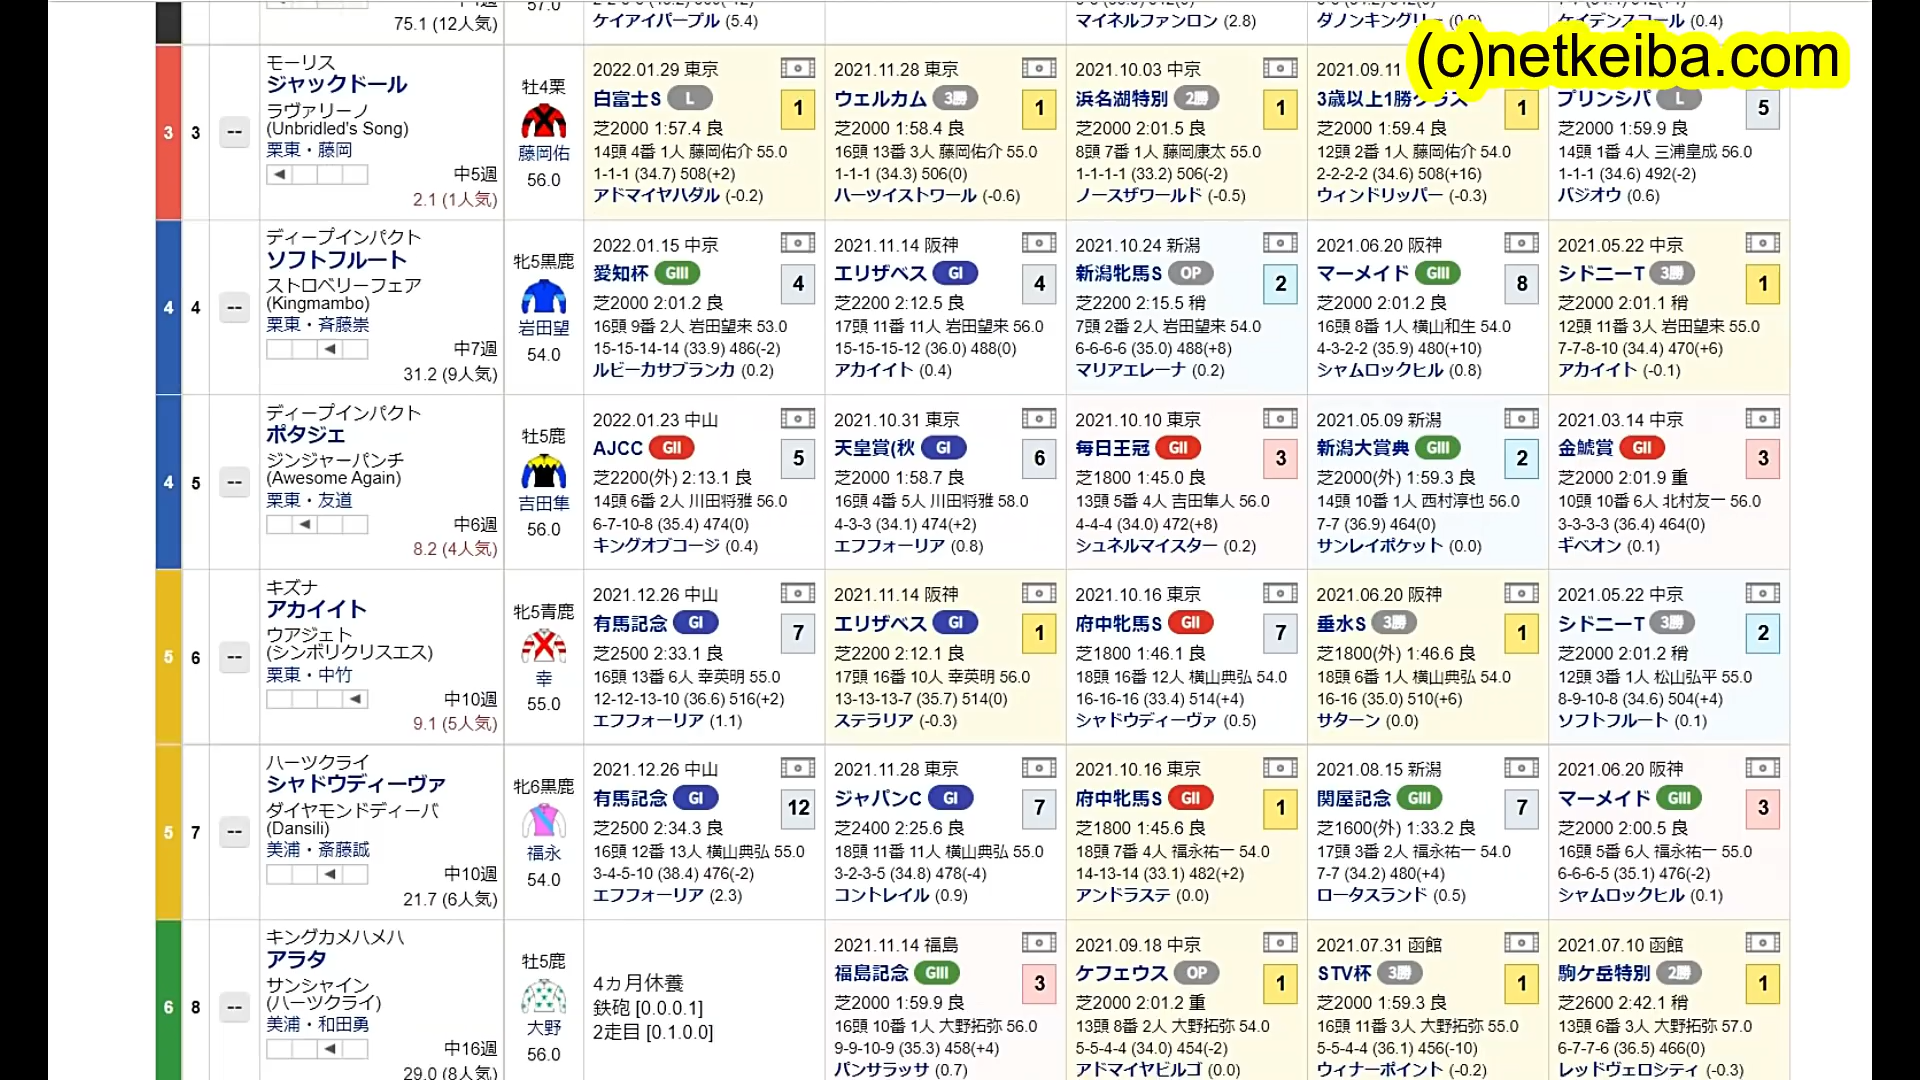 75.1 (12人気)
57.0
ケイアイパープル (5.4)
マイネルファンロン (2.8)
(c)netkeiba.com
3
3
--
モーリス
ジャックドール
ラヴァリーノ
(Unbridled's Song)
栗東・藤岡
中5週
2.1 (1人気)
牡4栗
藤岡佑
56.0
2022.01.29 東京
白富士S L
1
芝2000 1:57.4 良
14頭 4番 1人 藤岡佑介 55.0
1-1-1 (34.7) 508(+2)
アドマイヤハダル (-0.2)
2021.11.28 東京
ウェルカム 3勝
1
芝2000 1:58.4 良
16頭 13番 3人 藤岡佑介 55.0
1-1-1 (34.3) 506(0)
ハーツイストワール (-0.6)
2021.10.03 中京
浜名湖特別 2勝
1
芝2000 2:01.5 良
8頭 7番 1人 藤岡康太 55.0
1-1-1-1 (33.2) 506(-2)
ノースザワールド (-0.5)
2021.09.11
3歳以上1勝クラス
1
芝2000 1:59.4 良
12頭 2番 1人 藤岡佑介 54.0
2-2-2-2 (34.6) 508(+16)
ウィンドリッパー (-0.3)
プリンシパ L
5
芝2000 1:59.9 良
14頭 1番 4人 三浦皇成 56.0
1-1-1 (34.6) 492(-2)
バジオウ (0.6)
4
4
--
ディープインパクト
ソフトフルート
ストロベリーフェア
(Kingmambo)
栗東・斉藤崇
中7週
31.2 (9人気)
牝5黒鹿
岩田望
54.0
2022.01.15 中京
愛知杯 GIII
4
芝2000 2:01.2 良
16頭 9番 2人 岩田望来 53.0
15-15-14-14 (33.9) 486(-2)
ルビーカサブランカ (0.2)
2021.11.14 阪神
エリザベス GI
4
芝2200 2:12.5 良
17頭 11番 11人 岩田望来 56.0
15-15-15-12 (36.0) 488(0)
アカイイト (0.4)
2021.10.24 新潟
新潟牝馬S OP
2
芝2200 2:15.5 稍
7頭 2番 2人 岩田望来 54.0
6-6-6-6 (35.0) 488(+8)
マリアエレーナ (0.2)
2021.06.20 阪神
マーメイド GIII
8
芝2000 2:01.2 良
16頭 8番 1人 横山和生 54.0
4-3-2-2 (35.9) 480(+10)
シャムロックヒル (0.8)
2021.05.22 中京
シドニーT 3勝
1
芝2000 2:01.1 稍
12頭 11番 3人 岩田望来 55.0
7-7-8-10 (34.4) 470(+6)
アカイイト (-0.1)
4
5
--
ディープインパクト
ポタジェ
ジンジャーパンチ
(Awesome Again)
栗東・友道
中6週
8.2 (4人気)
牡5鹿
吉田隼
56.0
2022.01.23 中山
AJCC GII
5
芝2200(外) 2:13.1 良
14頭 6番 2人 川田将雅 56.0
6-7-10-8 (35.4) 474(0)
キングオブコージ (0.4)
2021.10.31 東京
天皇賞(秋 GI
6
芝2000 1:58.7 良
16頭 4番 5人 川田将雅 58.0
4-3-3 (34.1) 474(+2)
エフフォーリア (0.8)
2021.10.10 東京
毎日王冠 GII
3
芝1800 1:45.0 良
13頭 5番 4人 吉田隼人 56.0
4-4-4 (34.0) 472(+8)
シュネルマイスター (0.2)
2021.05.09 新潟
新潟大賞典 GIII
2
芝2000(外) 1:59.3 良
14頭 10番 1人 西村淳也 56.0
7-7 (36.9) 464(0)
サンレイポケット (0.0)
2021.03.14 中京
金鯱賞 GII
3
芝2000 2:01.9 重
10頭 10番 6人 北村友一 56.0
3-3-3-3 (36.4) 464(0)
ギベオン (0.1)
5
6
--
キズナ
アカイイト
ウアジェト
(シンボリクリスエス)
栗東・中竹
中10週
9.1 (5人気)
牝5青鹿
幸
55.0
2021.12.26 中山
有馬記念 GI
7
芝2500 2:33.1 良
16頭 13番 6人 幸英明 55.0
12-12-13-10 (36.6) 516(+2)
エフフォーリア (1.1)
2021.11.14 阪神
エリザベス GI
1
芝2200 2:12.1 良
17頭 16番 10人 幸英明 56.0
13-13-13-7 (35.7) 514(0)
ステラリア (-0.3)
2021.10.16 東京
府中牝馬S GII
7
芝1800 1:46.1 良
18頭 16番 12人 横山典弘 54.0
16-16-16 (33.4) 514(+4)
シャドウディーヴァ (0.5)
2021.06.20 阪神
垂水S 3勝
1
芝1800(外) 1:46.6 良
18頭 6番 1人 横山典弘 54.0
16-16 (35.0) 510(+6)
サターン (0.0)
2021.05.22 中京
シドニーT 3勝
2
芝2000 2:01.2 稍
12頭 3番 1人 松山弘平 55.0
8-9-10-8 (34.6) 504(+4)
ソフトフルート (0.1)
5
7
--
ハーツクライ
シャドウディーヴァ
ダイヤモンドディーバ
(Dansili)
美浦・斎藤誠
中10週
21.7 (6人気)
牝6黒鹿
福永
54.0
2021.12.26 中山
有馬記念 GI
12
芝2500 2:34.3 良
16頭 12番 13人 横山典弘 55.0
3-4-5-10 (38.4) 476(-2)
エフフォーリア (2.3)
2021.11.28 東京
ジャパンC GI
7
芝2400 2:25.6 良
18頭 11番 11人 横山典弘 55.0
3-2-3-5 (34.8) 478(-4)
コントレイル (0.9)
2021.10.16 東京
府中牝馬S GII
1
芝1800 1:45.6 良
18頭 7番 4人 福永祐一 54.0
14-13-14 (33.1) 482(+2)
アンドラステ (0.0)
2021.08.15 新潟
関屋記念 GIII
7
芝1600(外) 1:33.2 良
17頭 3番 2人 福永祐一 54.0
7-7 (34.2) 480(+4)
ロータスランド (0.5)
2021.06.20 阪神
マーメイド GIII
3
芝2000 2:00.5 良
16頭 5番 6人 福永祐一 55.0
6-6-6-5 (35.1) 476(-2)
シャムロックヒル (0.1)
6
8
--
キングカメハメハ
アラタ
サンシャイン
(ハーツクライ)
美浦・和田勇
中16週
29.0 (8人気)
牡5鹿
大野
56.0
4ヵ月休養
鉄砲 [0.0.0.1]
2走目 [0.1.0.0]
2021.11.14 福島
福島記念 GIII
3
芝2000 1:59.9 良
16頭 10番 1人 大野拓弥 56.0
9-9-10-9 (35.3) 458(+4)
パンサラッサ (0.7)
2021.09.18 中京
ケフェウス OP
1
芝2000 2:01.2 重
13頭 8番 2人 大野拓弥 54.0
5-5-4-4 (34.0) 454(-2)
アドマイヤビルゴ (0.0)
2021.07.31 函館
STV杯 3勝
1
芝2000 1:59.3 良
16頭 11番 3人 大野拓弥 55.0
5-5-4-4 (36.1) 456(-10)
ウィナーポイント (-0.2)
2021.07.10 函館
駒ケ岳特別 2勝
1
芝2600 2:42.1 稍
13頭 6番 3人 大野拓弥 57.0
6-7-7-6 (36.5) 466(0)
レッドヴェロシティ (-0.3)